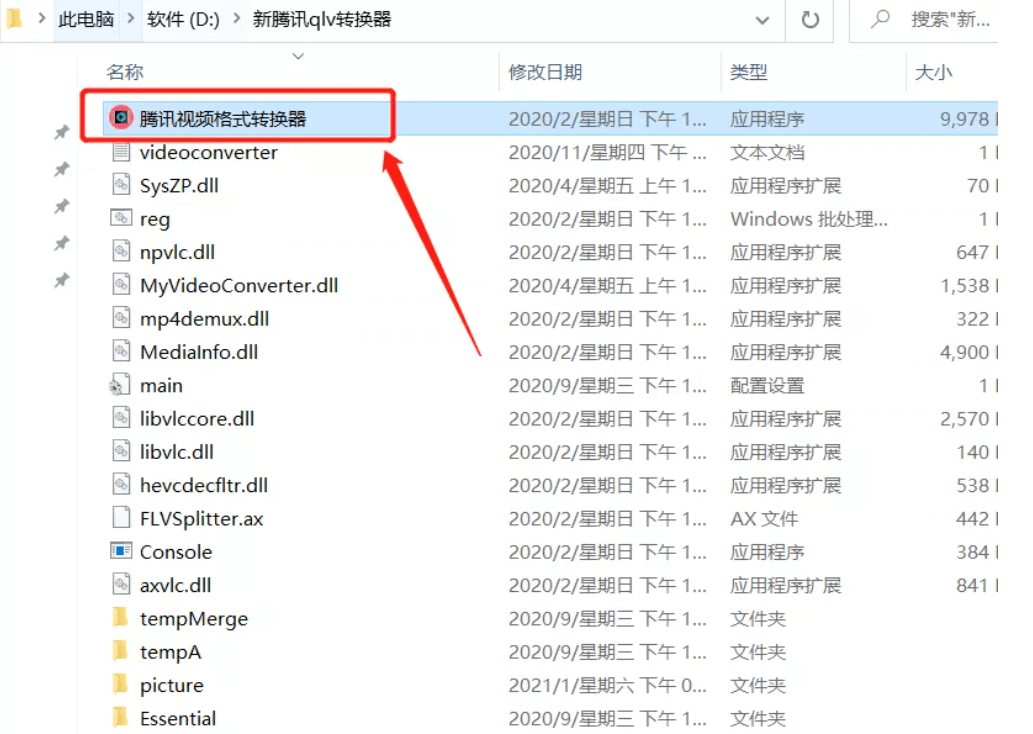 此电脑 > 软件 (D:) > 新腾讯qlv转换器 搜索"新...
名称 修改日期 类型 大小
腾讯视频格式转换器 2020/2/星期日 下午 1... 应用程序 9,978
videoconverter 2020/11/星期四 下午 ... 文本文档 1
SysZP.dll 2020/4/星期五 上午 1... 应用程序扩展 70
reg 2020/2/星期日 下午 1... Windows 批处理... 1
npvlc.dll 2020/2/星期日 下午 1... 应用程序扩展 647
MyVideoConverter.dll 2020/4/星期五 上午 1... 应用程序扩展 1,538
mp4demux.dll 2020/2/星期日 下午 1... 应用程序扩展 322
MediaInfo.dll 2020/2/星期日 下午 1... 应用程序扩展 4,900
main 2020/9/星期三 下午 1... 配置设置 1
libvlccore.dll 2020/2/星期日 下午 1... 应用程序扩展 2,570
libvlc.dll 2020/2/星期日 下午 1... 应用程序扩展 140
hevcdecfltr.dll 2020/2/星期日 下午 1... 应用程序扩展 538
FLVSplitter.ax 2020/2/星期日 下午 1... AX 文件 442
Console 2020/2/星期日 下午 1... 应用程序 384
axvlc.dll 2020/2/星期日 下午 1... 应用程序扩展 841
tempMerge 2020/9/星期三 下午 1... 文件夹
tempA 2020/9/星期三 下午 1... 文件夹
picture 2021/1/星期六 下午 0... 文件夹
Essential 2020/9/星期三 下午 1... 文件夹